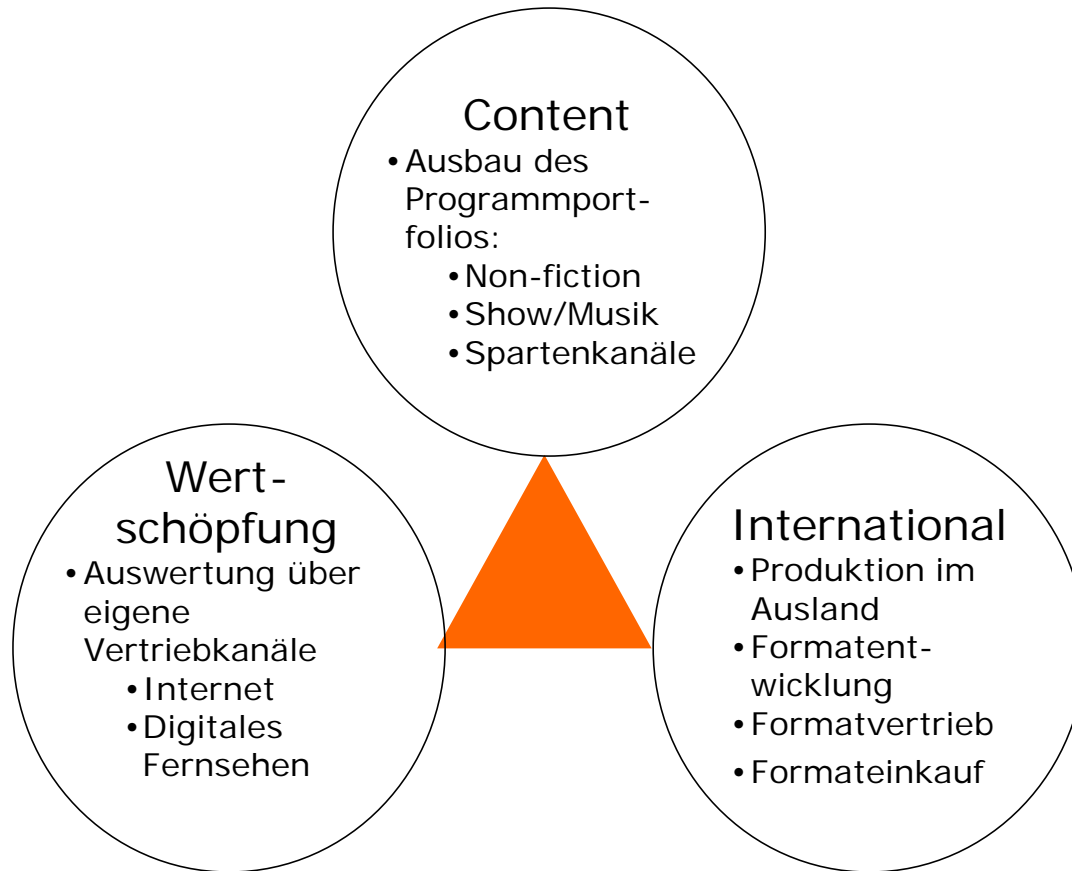 Content
• Ausbau des
Programmport-
folios:
• Non-fiction
• Show/Musik
• Spartenkanäle
Wert-
schöpfung
• Auswertung über
eigene
Vertriebkanäle
• Internet
• Digitales
Fernsehen
International
• Produktion im
Ausland
• Formatent-
wicklung
• Formatvertrieb
• Formateinkauf